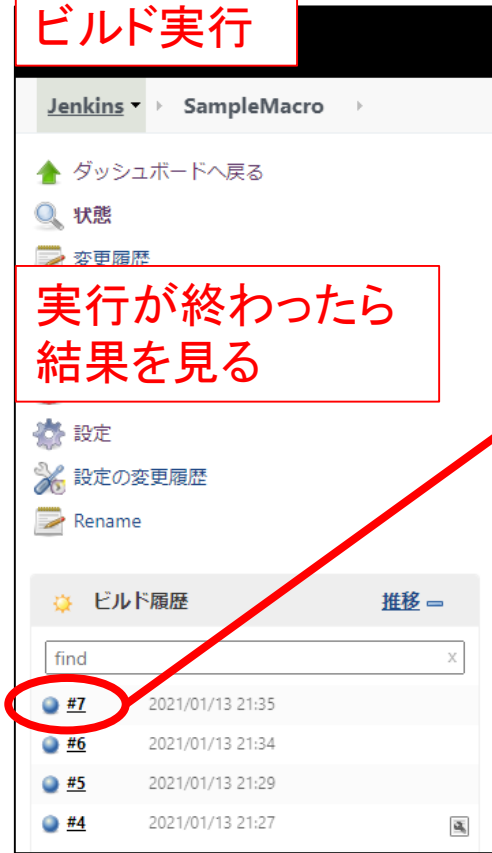 ビルド実行
Jenkins SampleMacro
ダッシュボードへ戻る
状態
変更履歴
実行が終わったら
結果を見る
設定
設定の変更履歴
Rename
ビルド履歴 推移
find x
#7 2021/01/13 21:35
#6 2021/01/13 21:34
#5 2021/01/13 21:29
#4 2021/01/13 21:27